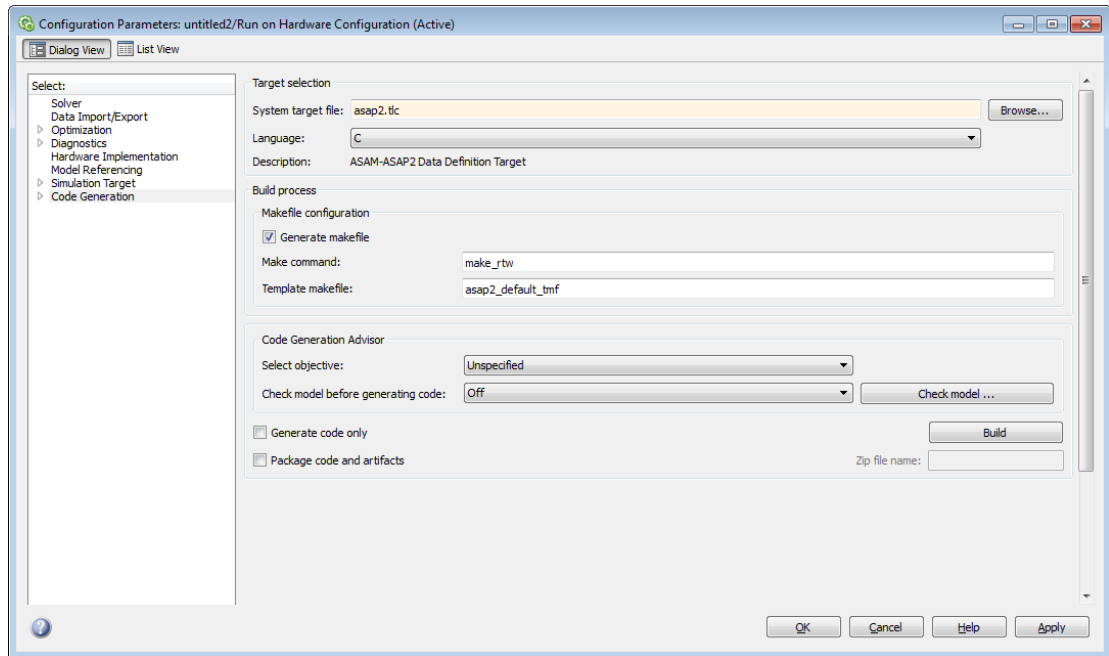 Configuration Parameters: untitled2/Run on Hardware Configuration (Active)
Dialog View List View
Select:
Solver
Data Import/Export
Optimization
Diagnostics
Hardware Implementation
Model Referencing
Simulation Target
Code Generation
Target selection
System target file: asap2.tlc Browse...
Language: C
Description: ASAM-ASAP2 Data Definition Target
Build process
Makefile configuration
Generate makefile
Make command: make_rtw
Template makefile: asap2_default_tmf
Code Generation Advisor
Select objective: Unspecified
Check model before generating code: Off Check model ...
Generate code only Build
Package code and artifacts Zip file name:
OK Cancel Help Apply